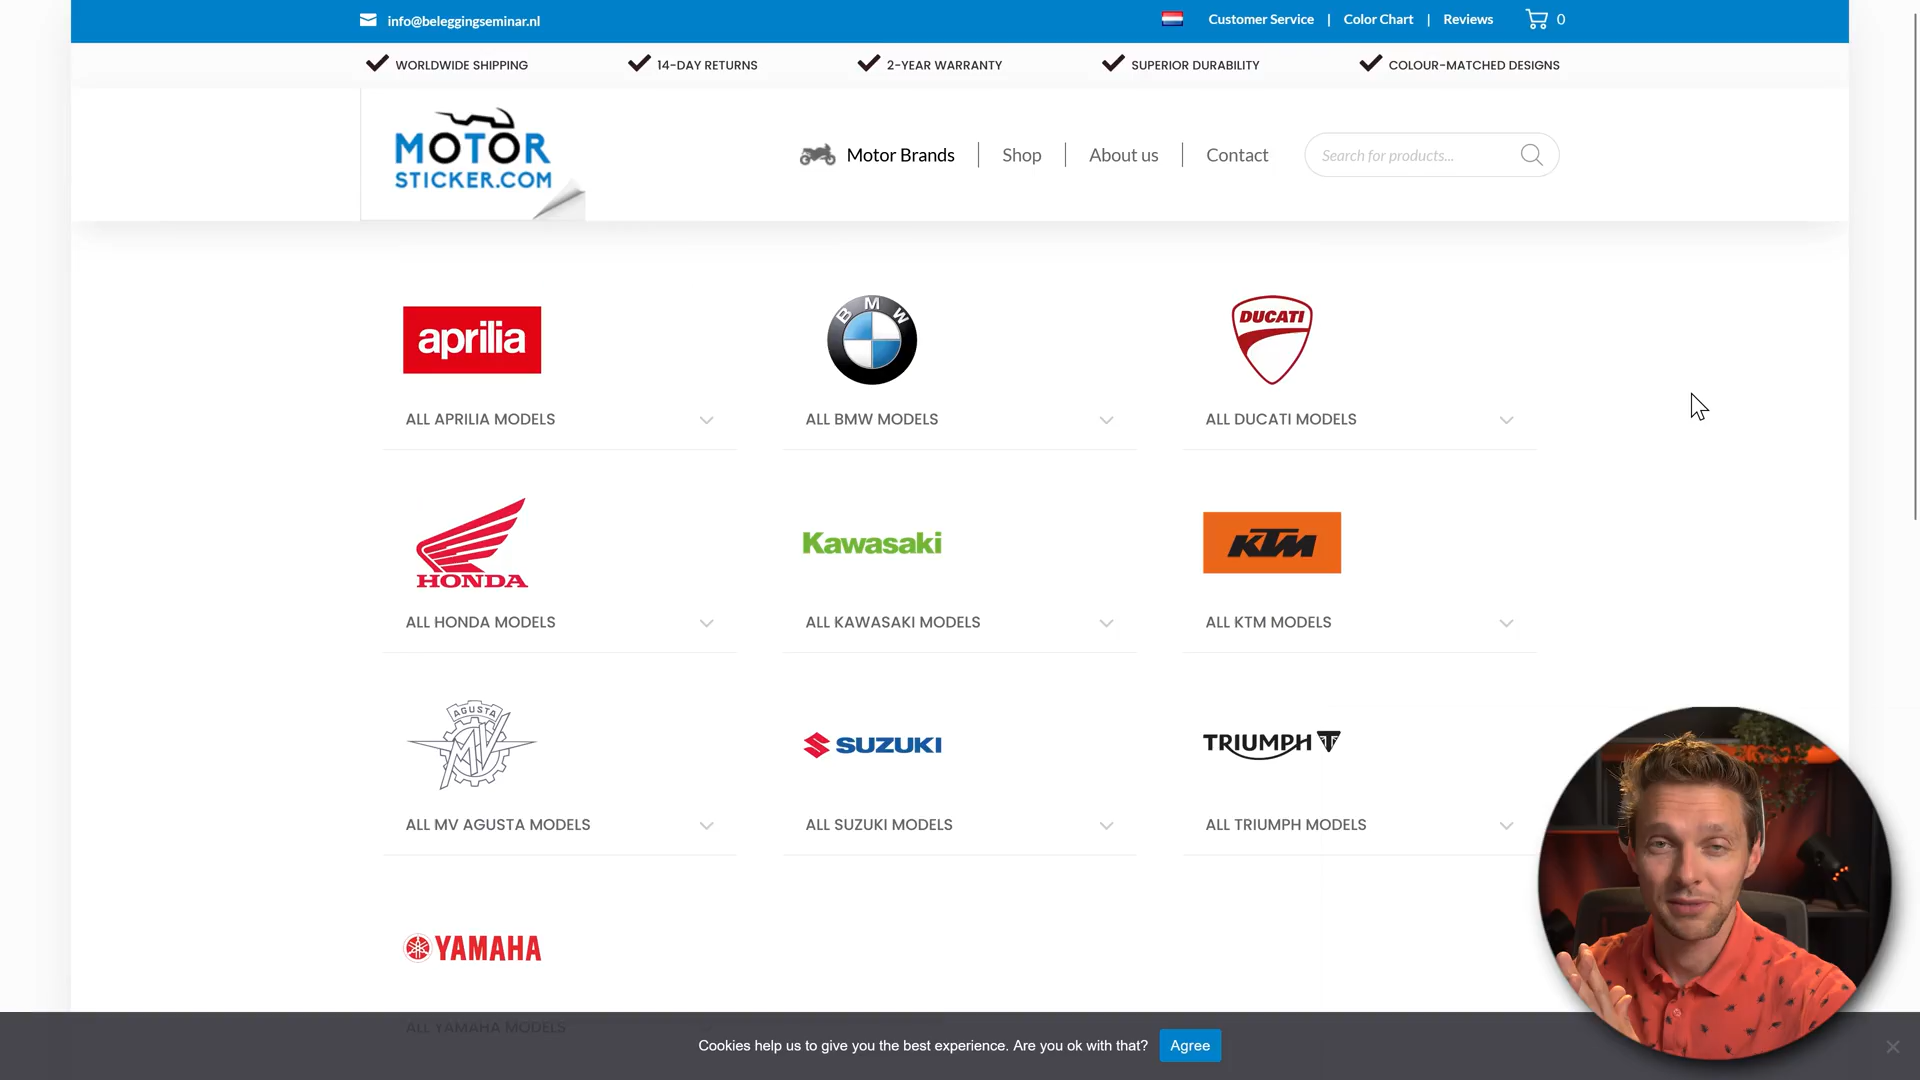 info@beleggingseminar.nl
Customer Service | Color Chart | Reviews 0
WORLDWIDE SHIPPING
14-DAY RETURNS
2-YEAR WARRANTY
SUPERIOR DURABILITY
COLOUR-MATCHED DESIGNS
MOTOR
STICKER.COM
Motor Brands
Shop
About us
Contact
Search for products...
aprilia
BMW
DUCATI
ALL APRILIA MODELS
ALL BMW MODELS
ALL DUCATI MODELS
HONDA
Kawasaki
KTM
ALL HONDA MODELS
ALL KAWASAKI MODELS
ALL KTM MODELS
AGUSTA
MV
SUZUKI
TRIUMPH
ALL MV AGUSTA MODELS
ALL SUZUKI MODELS
ALL TRIUMPH MODELS
YAMAHA
ALL YAMAHA MODELS
Cookies help us to give you the best experience. Are you ok with that?
Agree